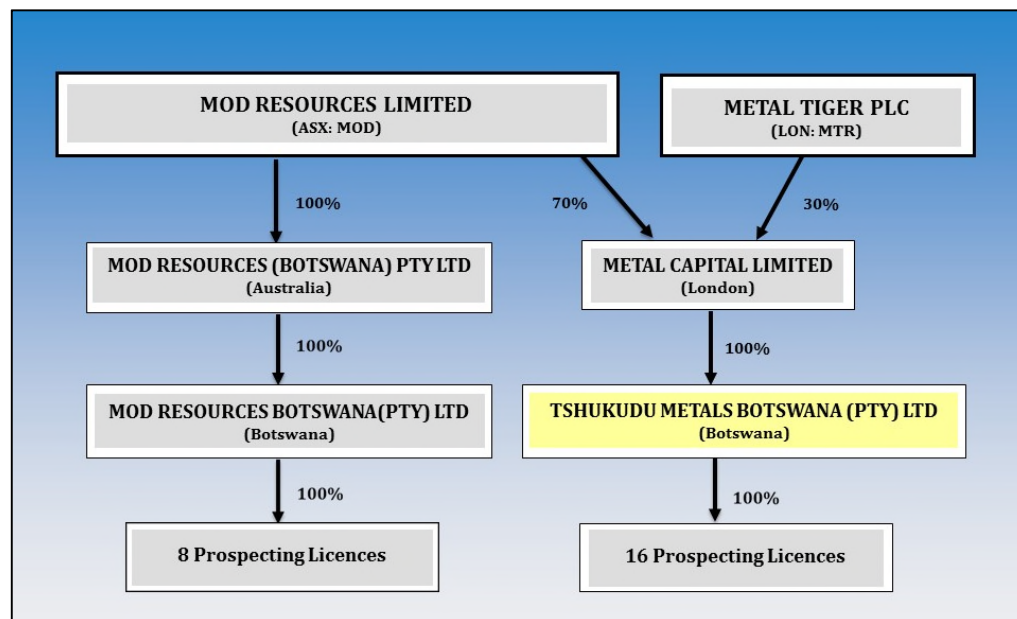 MOD RESOURCES LIMITED
(ASX: MOD)
METAL TIGER PLC
(LON: MTR)
100%
70%
30%
MOD RESOURCES (BOTSWANA) PTY LTD
(Australia)
METAL CAPITAL LIMITED
(London)
100%
100%
MOD RESOURCES BOTSWANA(PTY) LTD
(Botswana)
TSHUKUDU METALS BOTSWANA (PTY) LTD
(Botswana)
100%
100%
8 Prospecting Licences
16 Prospecting Licences